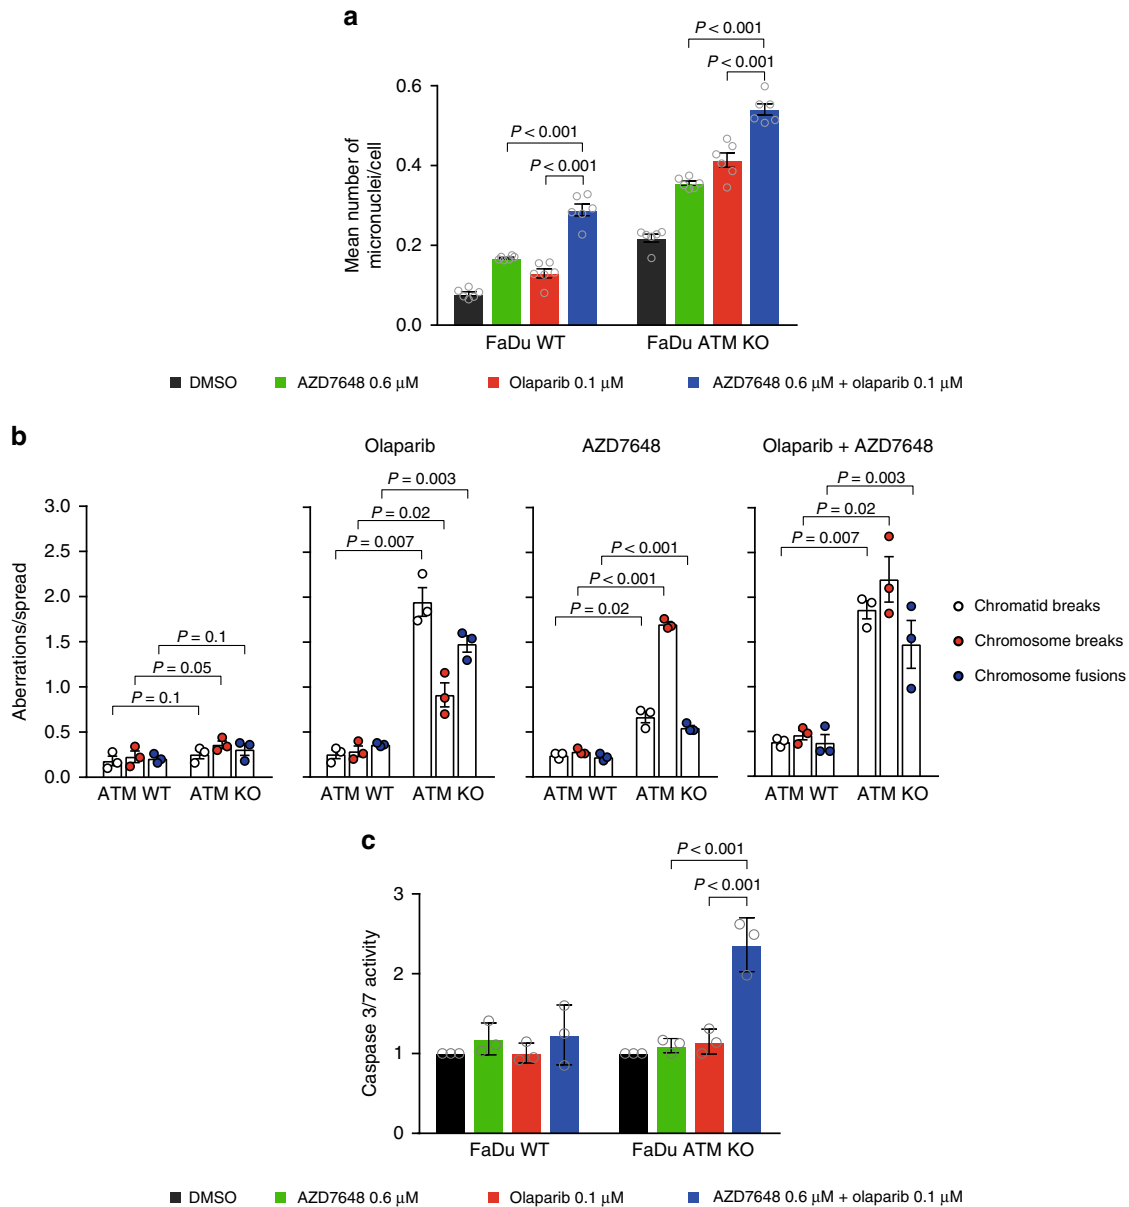 a
P < 0.001
P < 0.001
P < 0.001
P < 0.001
Mean number of
micronuclei/cell
0.6
0.4
0.2
0.0
FaDu WT
FaDu ATM KO
DMSO
AZD7648 0.6 μM
Olaparib 0.1 μM
AZD7648 0.6 μM + olaparib 0.1 μM
b
Aberrations/spread
3.0
2.5
2.0
1.5
1.0
0.5
0.0
P = 0.1
P = 0.05
P = 0.1
ATM WT
ATM KO
Olaparib
P = 0.003
P = 0.02
P = 0.007
ATM WT
ATM KO
AZD7648
P < 0.001
P < 0.001
P = 0.02
ATM WT
ATM KO
Olaparib + AZD7648
P = 0.003
P = 0.02
P = 0.007
ATM WT
ATM KO
Chromatid breaks
Chromosome breaks
Chromosome fusions
c
P < 0.001
P < 0.001
Caspase 3/7 activity
3
2
1
0
FaDu WT
FaDu ATM KO
DMSO
AZD7648 0.6 μM
Olaparib 0.1 μM
AZD7648 0.6 μM + olaparib 0.1 μM